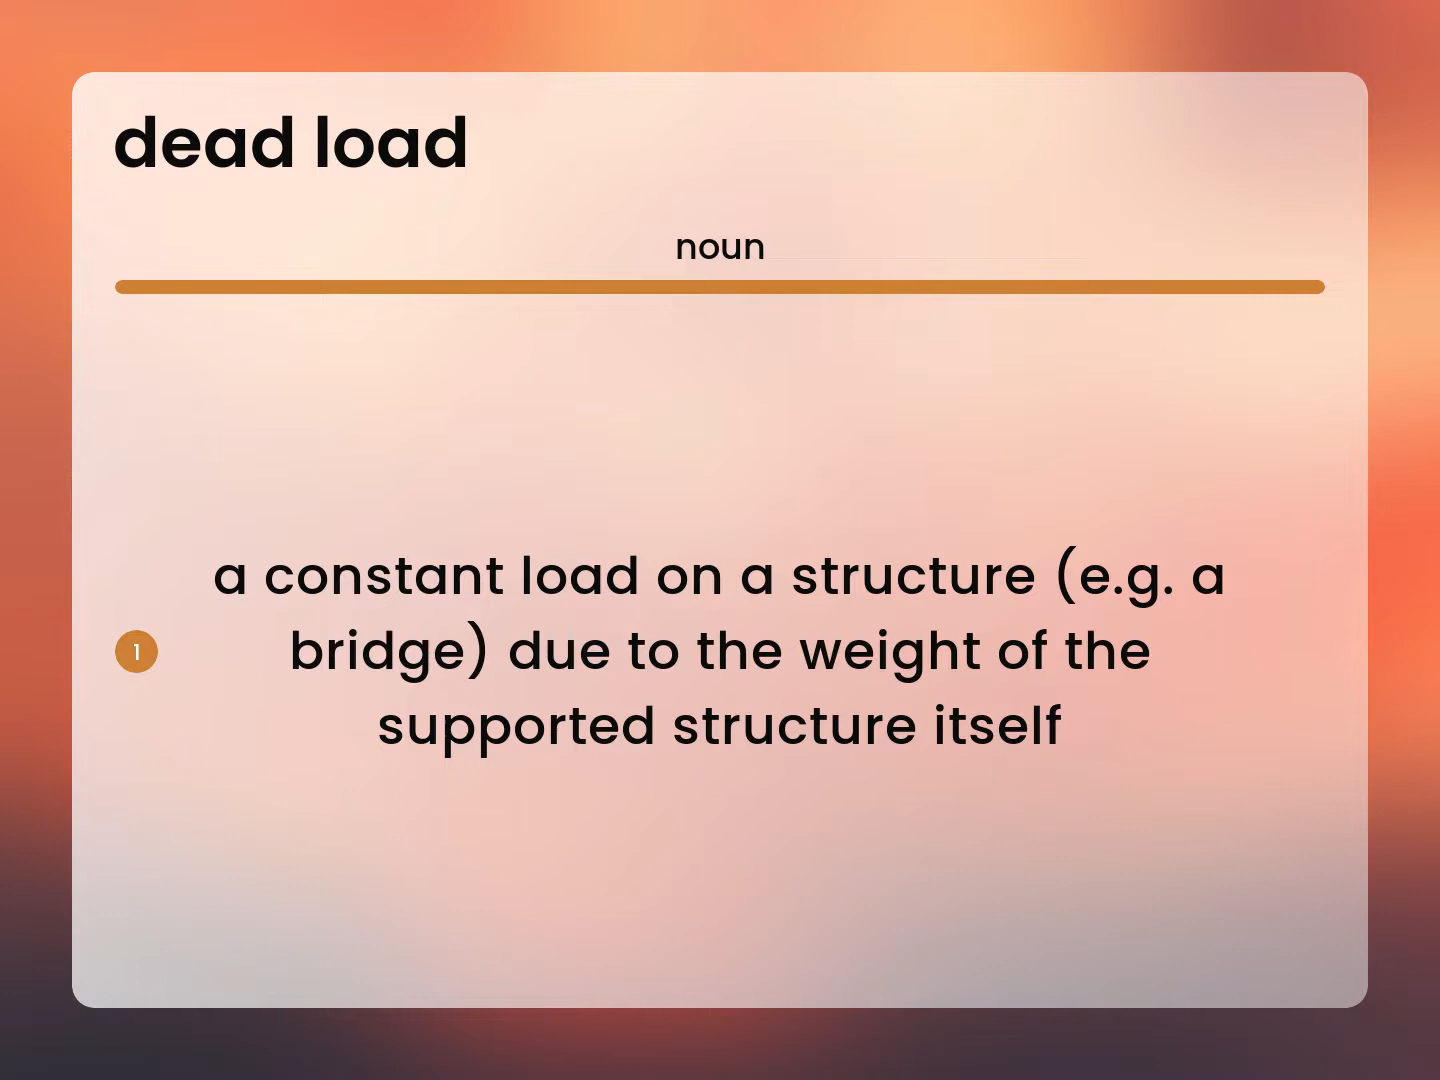 dead load
noun
a constant load on a structure (e.g. a
1
bridge) due to the weight of the
supported structure itself